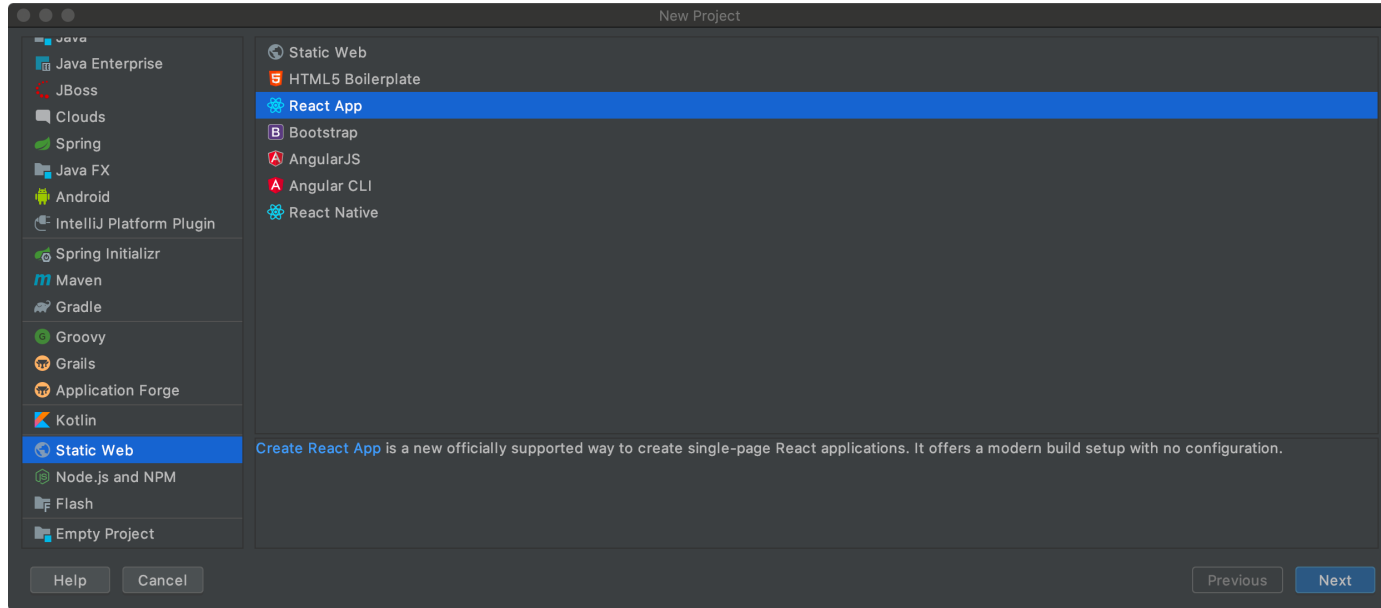 New Project
Java
Java Enterprise
JBoss
Clouds
Spring
Java FX
Android
IntelliJ Platform Plugin
Spring Initializr
Maven
Gradle
Groovy
Grails
Application Forge
Kotlin
Static Web
Node.js and NPM
Flash
Empty Project
Static Web
HTML5 Boilerplate
React App
Bootstrap
AngularJS
Angular CLI
React Native
Create React App is a new officially supported way to create single-page React applications. It offers a modern build setup with no configuration.
Help
Cancel
Previous
Next